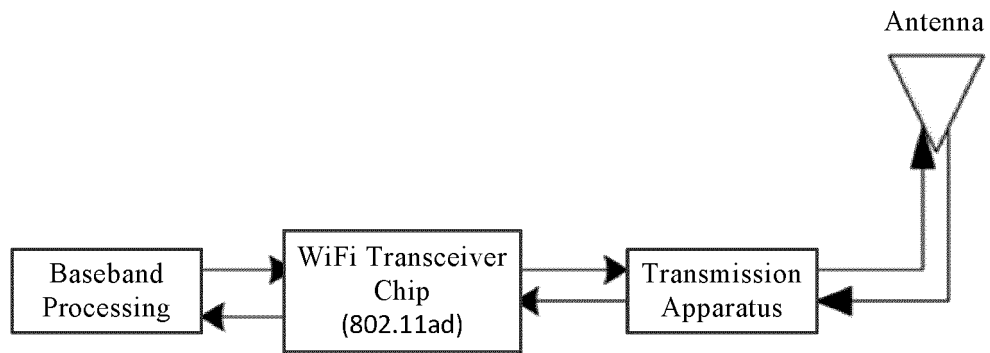 Antenna
Baseband
Processing
WiFi Transceiver
Chip
(802.11ad)
Transmission
Apparatus